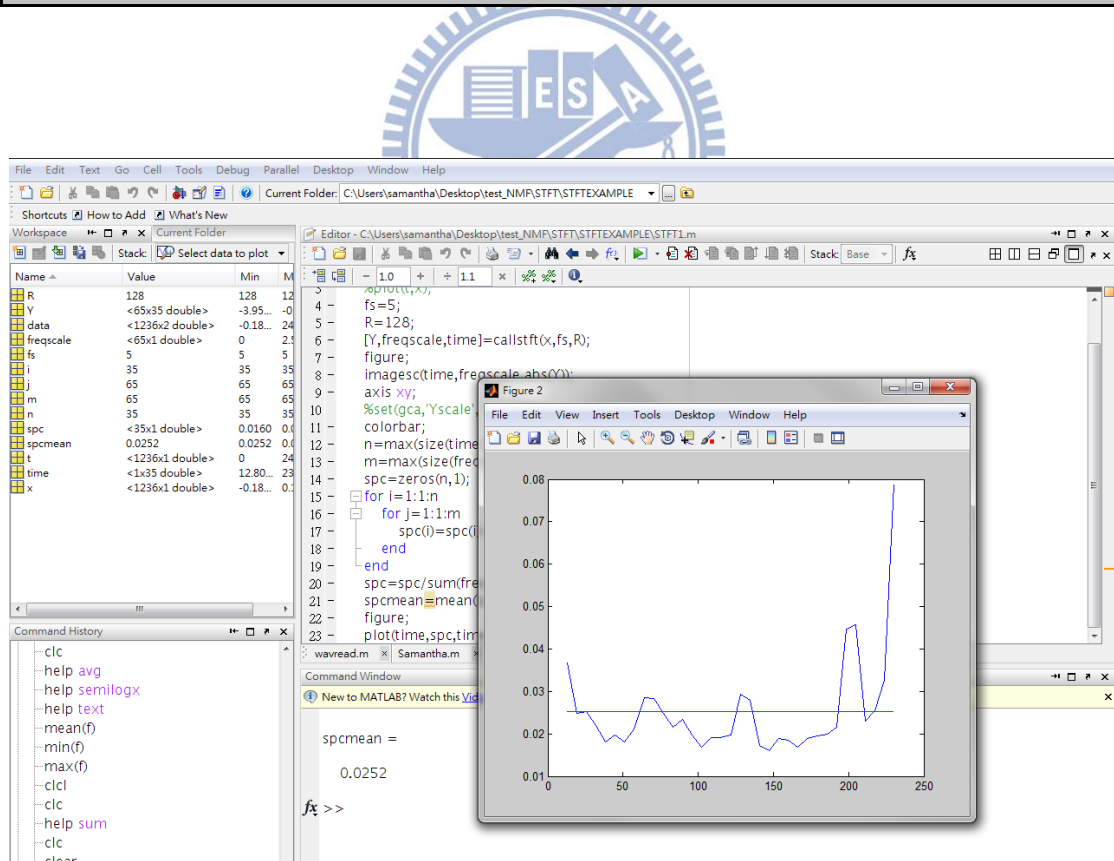 ESA
8
File Edit Text Go Cell Tools Debug Parallel Desktop Window Help
Current Folder: C:\Users\samantha\Desktop\test_NMF\STFT\STFTEXAMPLE
Shortcuts How to Add What's New
Workspace Current Folder
Stack: Select data to plot
Name Value Min M
R 128 128 12
Y <65x35 double> -3.95... -0
data <1236x2 double> -0.18... 24
freqscale <65x1 double> 0 2.5
fs 5 5 5
i 35 35 35
j 65 65 65
m 65 65 65
n 35 35 35
spc <35x1 double> 0.0160 0.0
spcmean 0.0252 0.0252 0.0
t <1236x1 double> 0 24
time <1x35 double> 12.80... 23
x <1236x1 double> -0.18... 0.1
Command History
clc
help avg
help semilogx
help text
mean(f)
min(f)
max(f)
clcl
clc
help sum
clc
clear
Editor - C:\Users\samantha\Desktop\test_NMF\STFT\STFTEXAMPLE\STFT1.m
Stack: Base fx
- 1.0 + ÷ 1.1 ×
3 %plot(t,x);
4 - fs=5;
5 - R=128;
6 - [Y,freqscale,time]=callstft(x,fs,R);
7 - figure;
8 - imagesc(time,freqscale,abs(Y));
9 - axis xy;
10 %set(gca,'Yscale'
11 - colorbar;
12 - n=max(size(time
13 - m=max(size(freq
14 - spc=zeros(n,1);
15 - for i=1:1:n
16 - for j=1:1:m
17 - spc(i)=spc(i
18 - end
19 - end
20 - spc=spc/sum(fre
21 - spcmean=mean(
22 - figure;
23 - plot(time,spc,tim
wavread.m × Samantha.m ×
Command Window
New to MATLAB? Watch this Vid
spcmean =
0.0252
fx >>
Figure 2
File Edit View Insert Tools Desktop Window Help
0.08
0.07
0.06
0.05
0.04
0.03
0.02
0.01
0 50 100 150 200 250